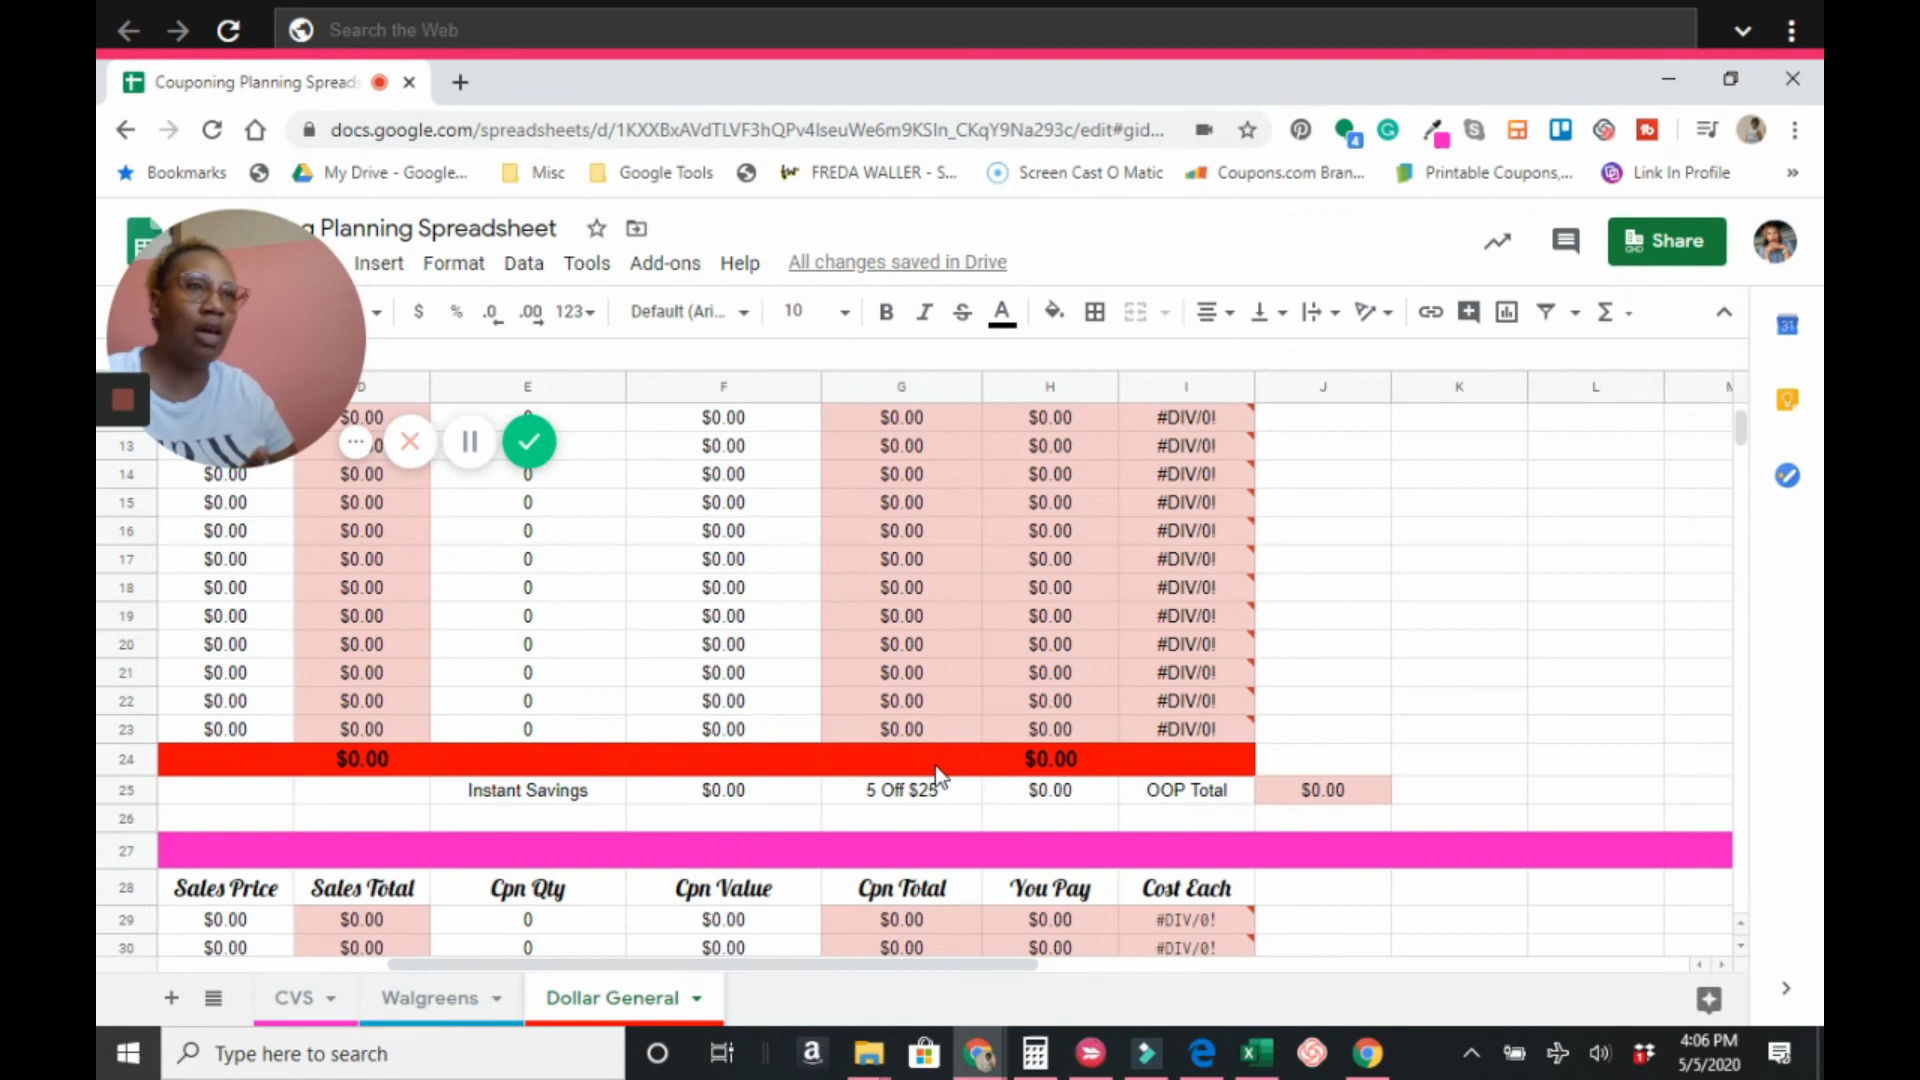 Search the Web
Couponing Planning Spreads
docs.google.com/spreadsheets/d/1KXXBxAVdTLVF3hQPv4lseuWe6m9KSIn_CKqY9Na293c/edit#gid...
4
Bookmarks My Drive - Google... Misc Google Tools FREDA WALLER - S... Screen Cast O Matic Coupons.com Bran... Printable Coupons,... Link In Profile »
g Planning Spreadsheet
Share
Insert Format Data Tools Add-ons Help All changes saved in Drive
$ % .0 .00 123 Default (Ari... 10 B I S A Σ
31
D E F G H I J K L
$0.00 $0.00 $0.00 $0.00 #DIV/0!
13 $0.00 $0.00 $0.00 #DIV/0!
14 $0.00 $0.00 0 $0.00 $0.00 $0.00 #DIV/0!
15 $0.00 $0.00 0 $0.00 $0.00 $0.00 #DIV/0!
16 $0.00 $0.00 0 $0.00 $0.00 $0.00 #DIV/0!
17 $0.00 $0.00 0 $0.00 $0.00 $0.00 #DIV/0!
18 $0.00 $0.00 0 $0.00 $0.00 $0.00 #DIV/0!
19 $0.00 $0.00 0 $0.00 $0.00 $0.00 #DIV/0!
20 $0.00 $0.00 0 $0.00 $0.00 $0.00 #DIV/0!
21 $0.00 $0.00 0 $0.00 $0.00 $0.00 #DIV/0!
22 $0.00 $0.00 0 $0.00 $0.00 $0.00 #DIV/0!
23 $0.00 $0.00 0 $0.00 $0.00 $0.00 #DIV/0!
24 $0.00 $0.00
25 Instant Savings $0.00 5 Off $25 $0.00 OOP Total $0.00
26
27
28 Sales Price Sales Total Cpn Qty Cpn Value Cpn Total You Pay Cost Each
29 $0.00 $0.00 0 $0.00 $0.00 $0.00 #DIV/0!
30 $0.00 $0.00 0 $0.00 $0.00 $0.00 #DIV/0!
CVS Walgreens Dollar General
Type here to search
4:06 PM
5/5/2020